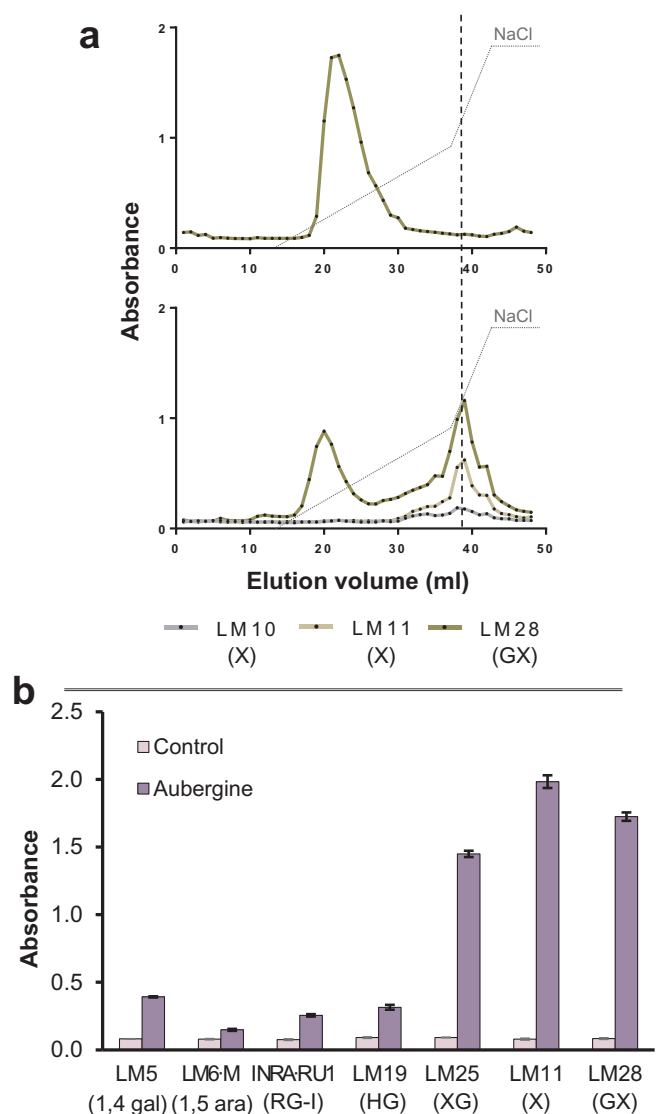 a
2
NaCl
1
0
0 10 20 30 40 50
Absorbance
2
NaCl
1
0
0 10 20 30 40 50
Elution volume (ml)
LM10 LM11 LM28
(X) (X) (GX)
b
2.5
Control
2.0
Aubergine
1.5
Absorbance
1.0
0.5
0.0
LM5 LM6·M INRA·RU1 LM19 LM25 LM11 LM28
(1,4 gal) (1,5 ara) (RG-I) (HG) (XG) (X) (GX)